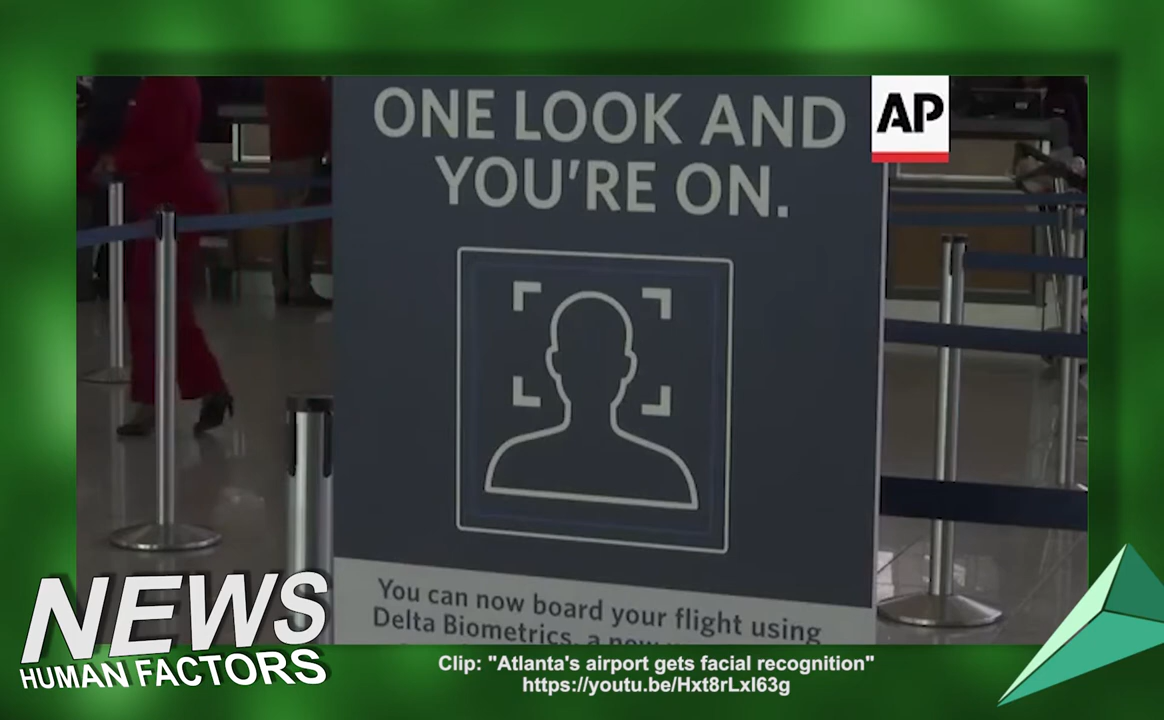 ONE LOOK AND
YOU'RE ON.
AP
You can now board your flight using
Delta Biometrics, a new
NEWS
HUMAN FACTORS
Clip: "Atlanta's airport gets facial recognition"
https://youtu.be/Hxt8rLxl63g